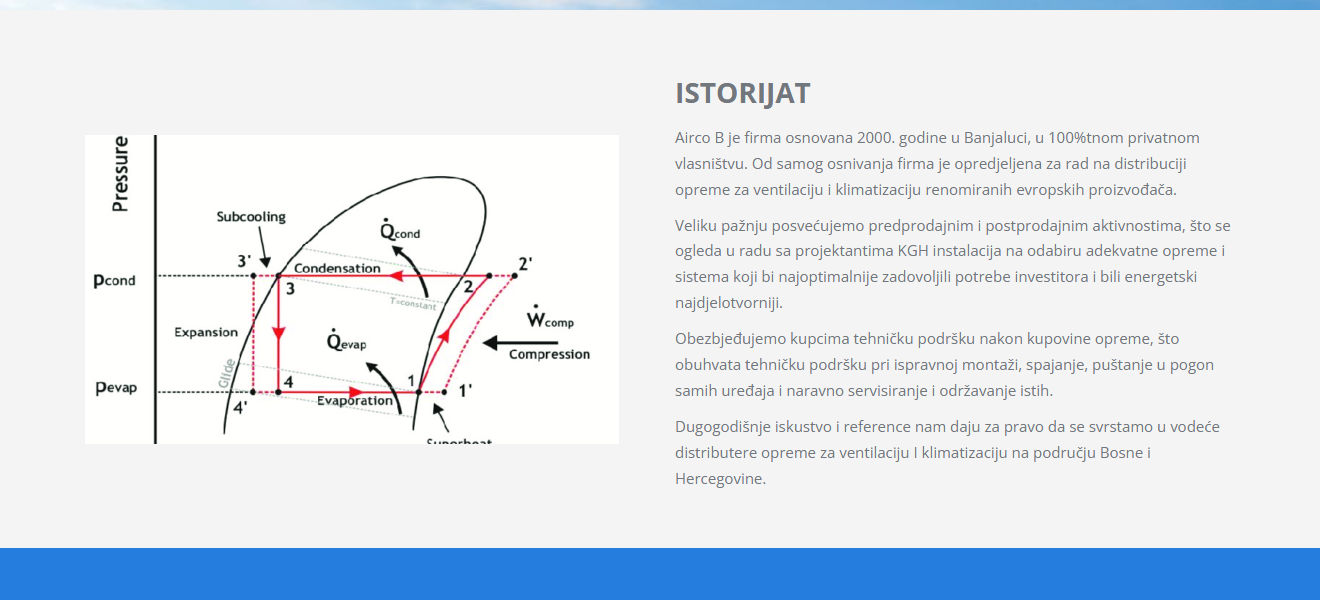 ISTORIJAT
Airco B je firma osnovana 2000. godine u Banjaluci, u 100%tnom privatnom
vlasništvu. Od samog osnivanja firma je opredjeljena za rad na distribuciji
opreme za ventilaciju i klimatizaciju renomiranih evropskih proizvođača.
Veliku pažnju posvećujemo predprodajnim i postprodajnim aktivnostima, što se
ogleda u radu sa projektantima KGH instalacija na odabiru adekvatne opreme i
sistema koji bi najoptimalnije zadovoljili potrebe investitora i bili energetski
najdjelotvorniji.
Obezbjeđujemo kupcima tehničku podršku nakon kupovine opreme, što
obuhvata tehničku podršku pri ispravnoj montaži, spajanje, puštanje u pogon
samih uređaja i naravno servisiranje i održavanje istih.
Dugogodišnje iskustvo i reference nam daju za pravo da se svrstamo u vodeće
distributere opreme za ventilaciju I klimatizaciju na području Bosne i
Hercegovine.
Pressure
Subcooling
Q̇cond
3'
Condensation
2'
pcond
3
2
T=constant
Ẇcomp
Expansion
Q̇evap
Compression
Glide
pevap
4
1
1'
4'
Evaporation
Superheat